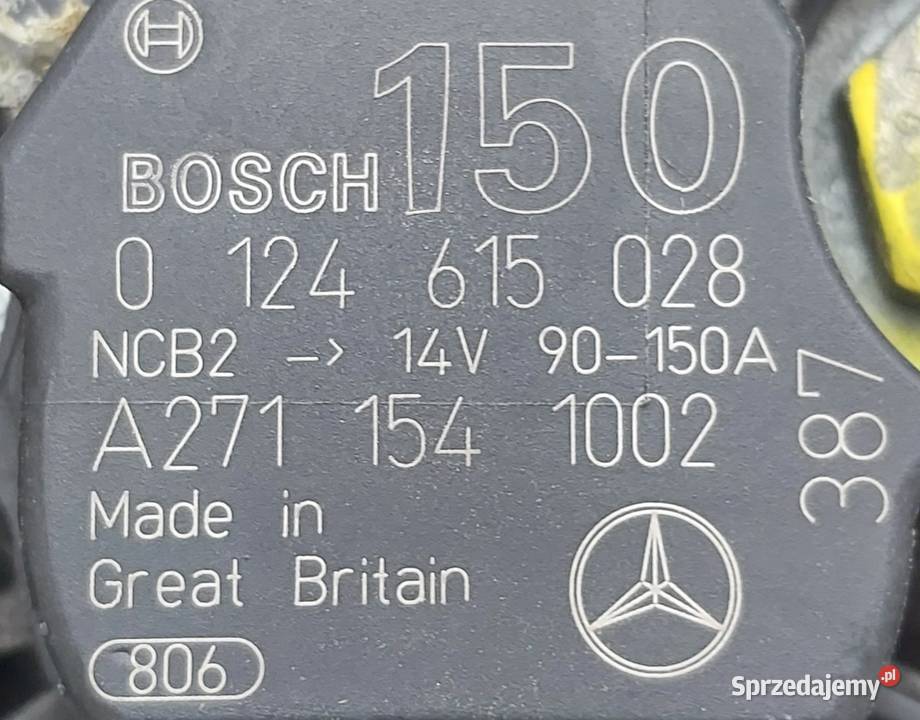 150
BOSCH
0 124 615 028
NCB2 -> 14V 90-150A
A271 154 1002
387
Made in
Great Britain
806
Sprzedajemy.pl